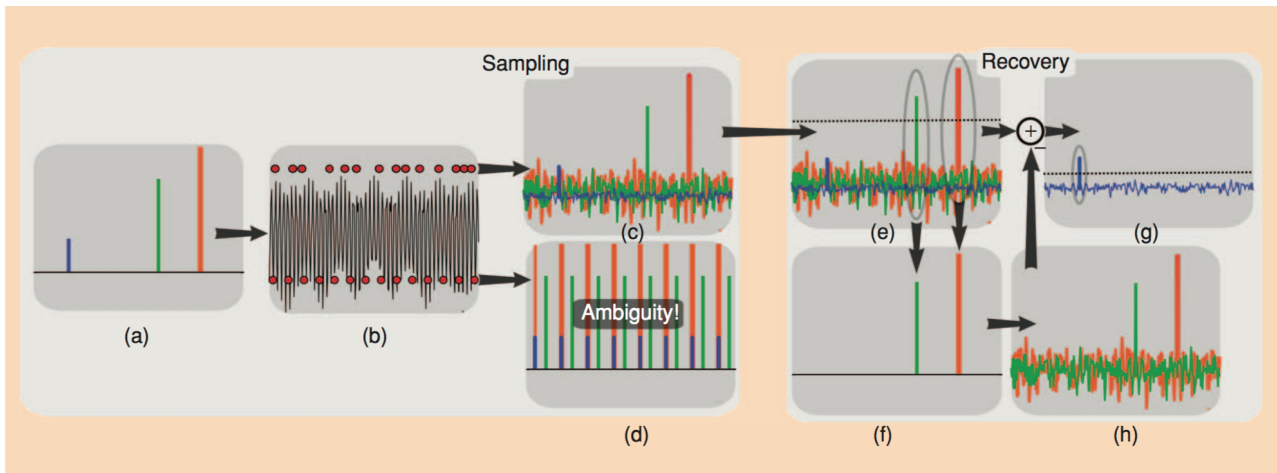 Sampling
Recovery
(a)
(b)
(c)
Ambiguity!
(d)
+
−
(e)
(g)
(f)
(h)